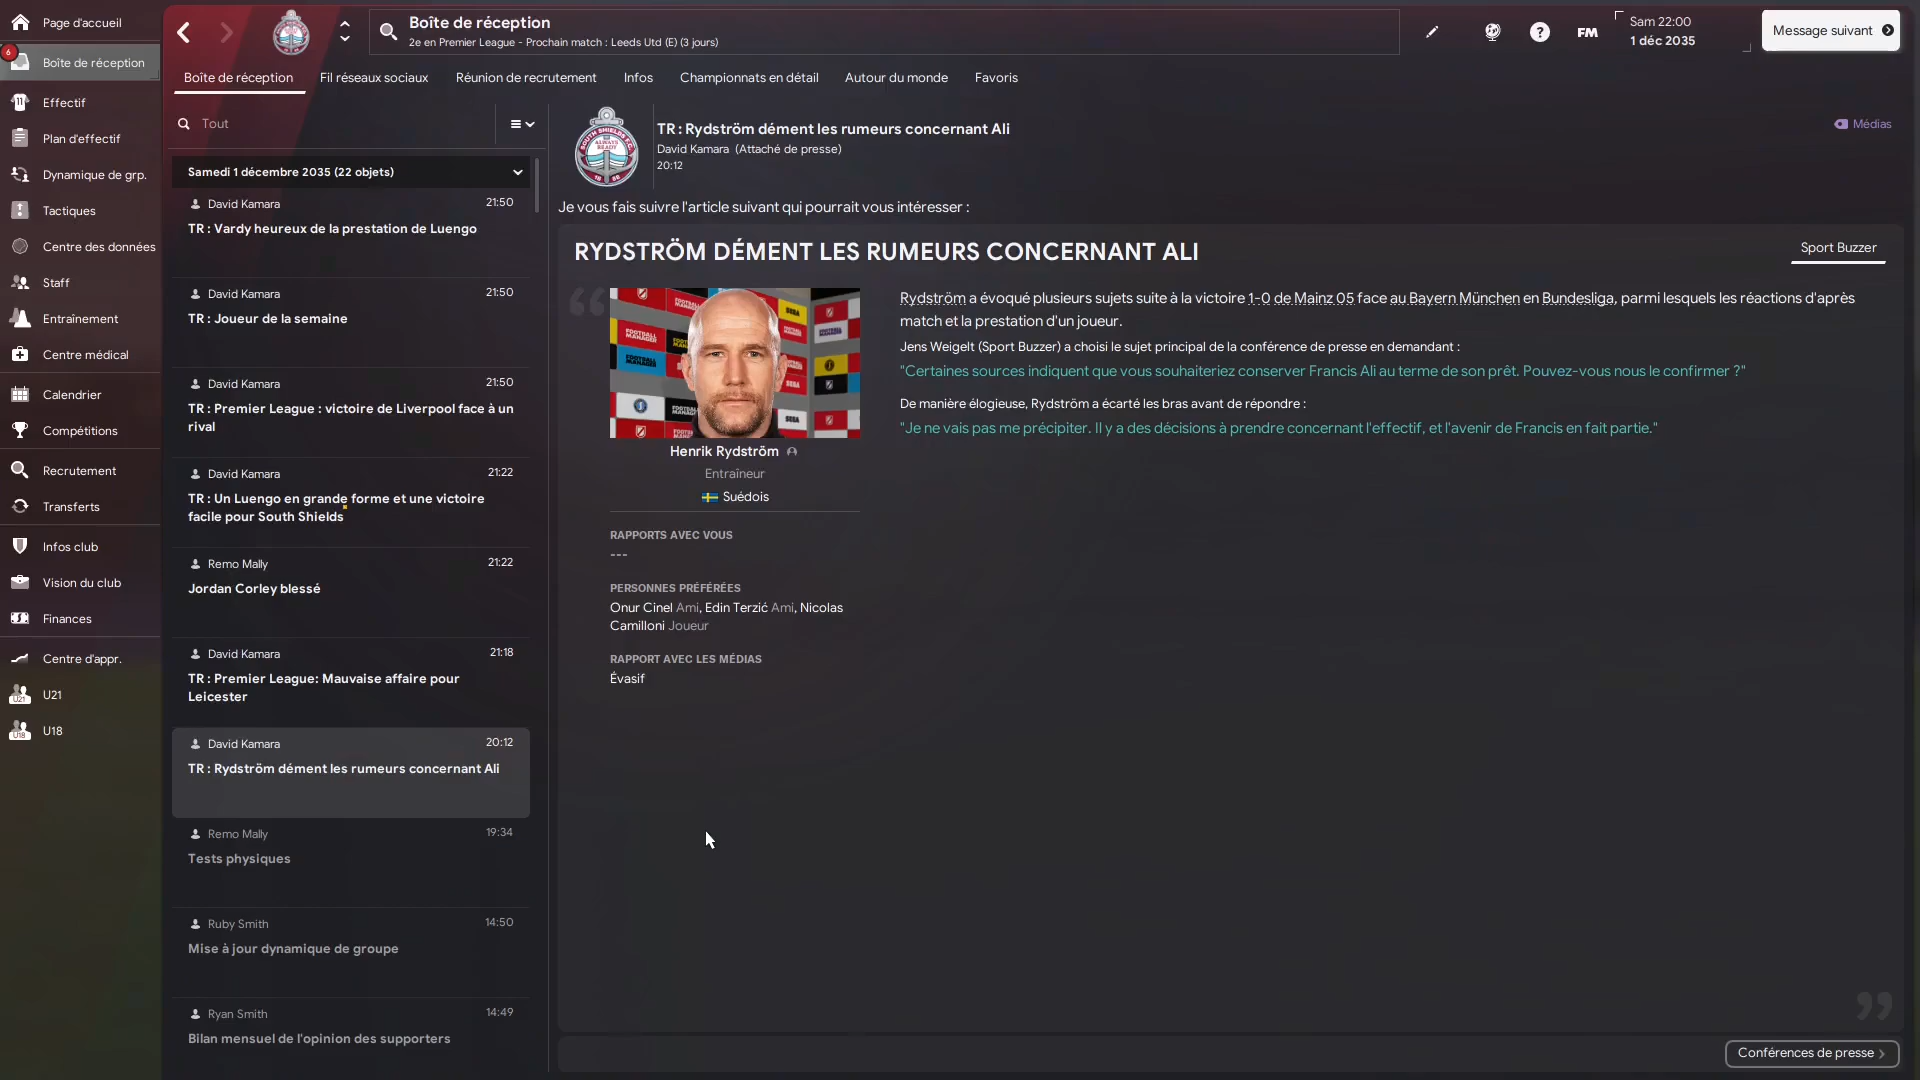 Page d'accueil
6
Boîte de réception
Effectif
Plan d'effectif
Dynamique de grp.
Tactiques
Centre des données
Staff
Entraînement
Centre médical
Calendrier
Compétitions
Recrutement
Transferts
Infos club
Vision du club
Finances
Centre d'appr.
U21
U21
U18
U18
Boîte de réception
2e en Premier League - Prochain match : Leeds Utd (E) (3 jours)
FM
Sam 22:00
1 déc 2035
Message suivant
Boîte de réception
Fil réseaux sociaux
Réunion de recrutement
Infos
Championnats en détail
Autour du monde
Favoris
Tout
Samedi 1 décembre 2035 (22 objets)
David Kamara 21:50
TR : Vardy heureux de la prestation de Luengo
David Kamara 21:50
TR : Joueur de la semaine
David Kamara 21:50
TR : Premier League : victoire de Liverpool face à un
rival
David Kamara 21:22
TR : Un Luengo en grande forme et une victoire
facile pour South Shields
Remo Mally 21:22
Jordan Corley blessé
David Kamara 21:18
TR : Premier League: Mauvaise affaire pour
Leicester
David Kamara 20:12
TR : Rydström dément les rumeurs concernant Ali
Remo Mally 19:34
Tests physiques
Ruby Smith 14:50
Mise à jour dynamique de groupe
Ryan Smith 14:49
Bilan mensuel de l'opinion des supporters
SOUTH SHIELDS FC
ALWAYS
READY
TR : Rydström dément les rumeurs concernant Ali
David Kamara (Attaché de presse)
20:12
Médias
Je vous fais suivre l'article suivant qui pourrait vous intéresser :
RYDSTRÖM DÉMENT LES RUMEURS CONCERNANT ALI
Sport Buzzer
Rydström a évoqué plusieurs sujets suite à la victoire 1-0 de Mainz 05 face au Bayern München en Bundesliga, parmi lesquels les réactions d'après
match et la prestation d'un joueur.
Jens Weigelt (Sport Buzzer) a choisi le sujet principal de la conférence de presse en demandant :
"Certaines sources indiquent que vous souhaiteriez conserver Francis Ali au terme de son prêt. Pouvez-vous nous le confirmer ?"
De manière élogieuse, Rydström a écarté les bras avant de répondre :
"Je ne vais pas me précipiter. Il y a des décisions à prendre concernant l'effectif, et l'avenir de Francis en fait partie."
Henrik Rydström
Entraîneur
Suédois
RAPPORTS AVEC VOUS
---
PERSONNES PRÉFÉRÉES
Onur Cinel Ami, Edin Terzić Ami, Nicolas
Camilloni Joueur
RAPPORT AVEC LES MÉDIAS
Évasif
Conférences de presse